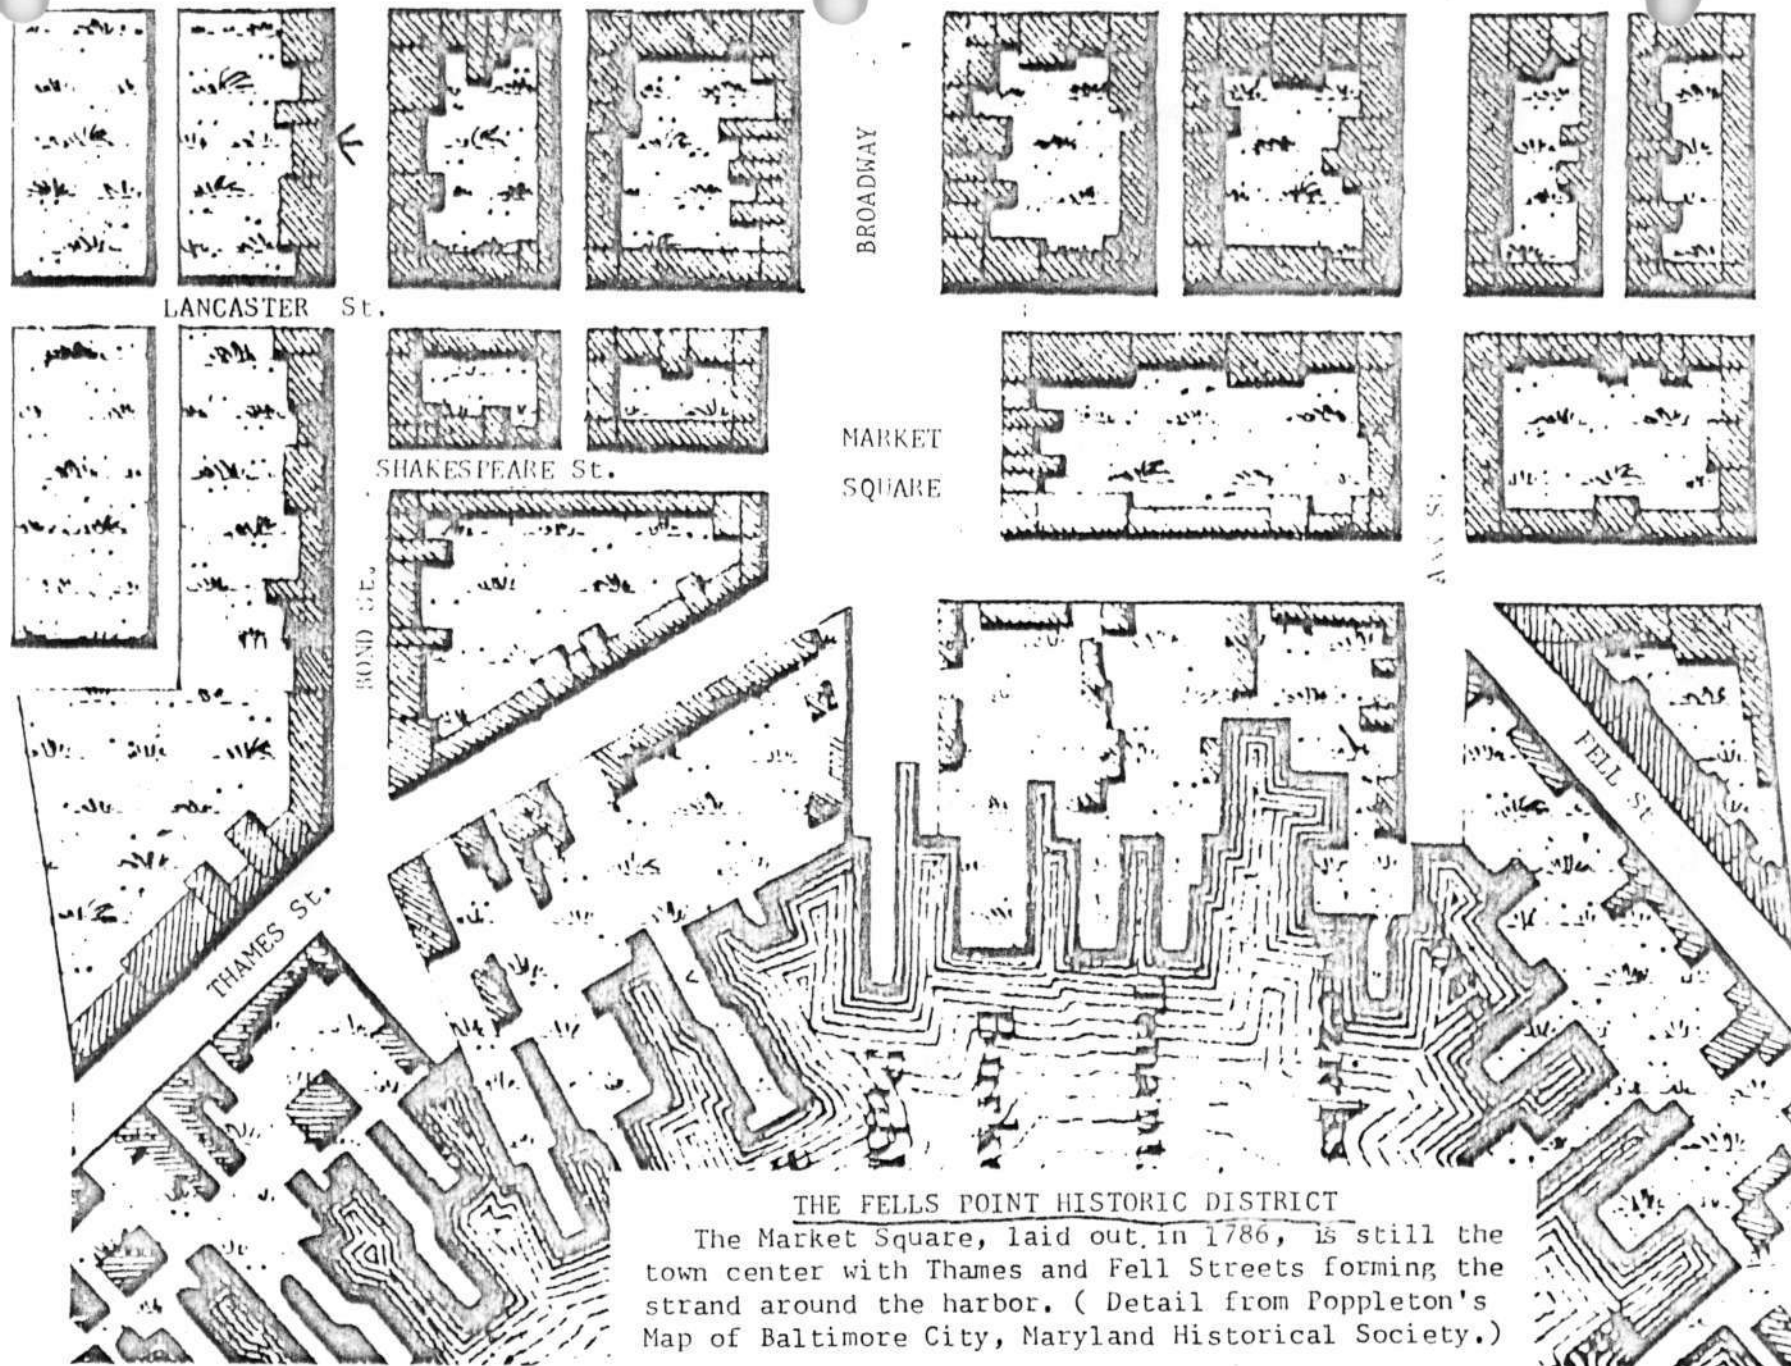 BROADWAY
LANCASTER St.
MARKET
SQUARE
SHAKESPEARE St.
BOND St.
ANN St.
FELL St
THAMES St.
THE FELLS POINT HISTORIC DISTRICT
The Market Square, laid out in 1786, is still the
town center with Thames and Fell Streets forming the
strand around the harbor. ( Detail from Poppleton's
Map of Baltimore City, Maryland Historical Society.)